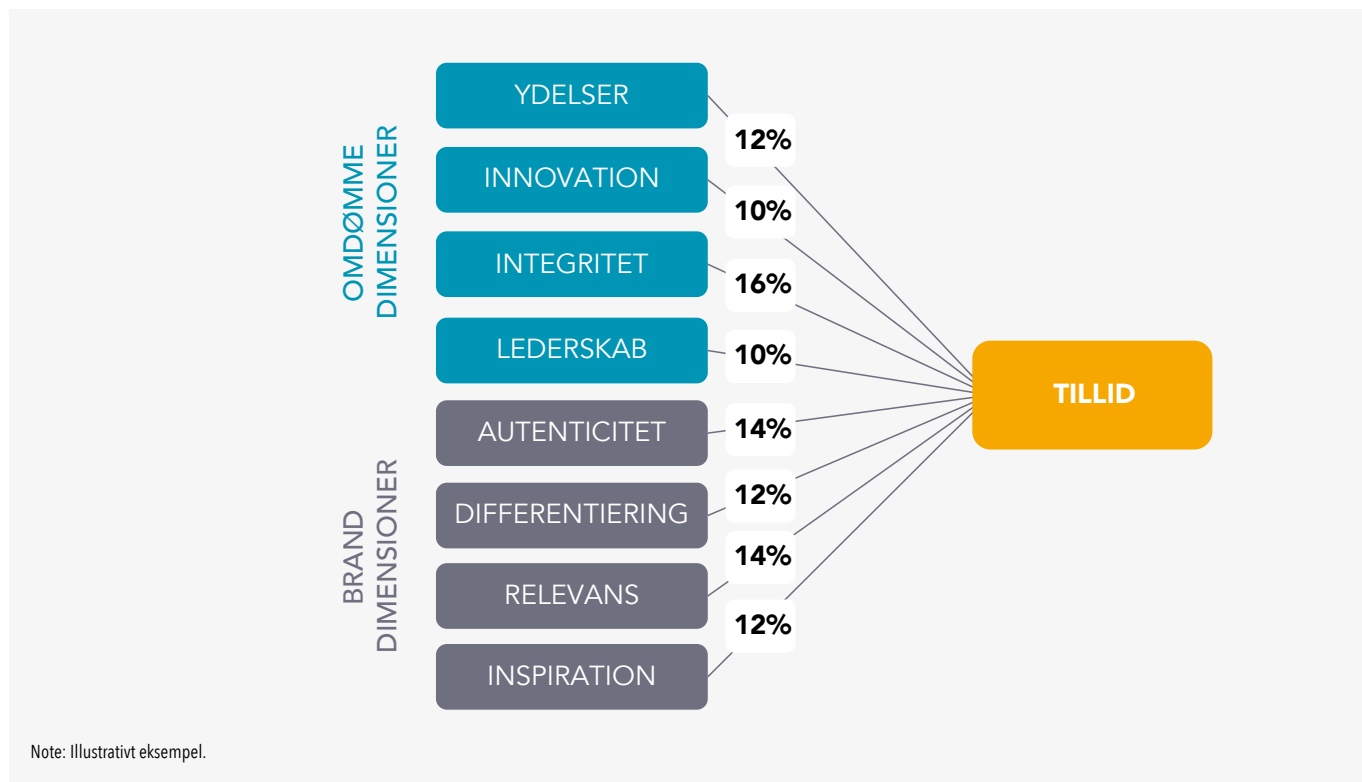 OMDØMME
DIMENSIONER
YDELSER
12%
INNOVATION
10%
INTEGRITET
16%
LEDERSKAB
10%
BRAND
DIMENSIONER
AUTENTICITET
14%
DIFFERENTIERING
12%
RELEVANS
14%
INSPIRATION
12%
TILLID
Note: Illustrativt eksempel.